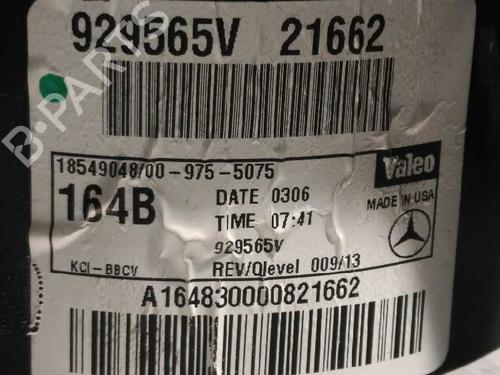 929565V 21662
B-PARTS
18549048/00-975-5075
Valeo
164B
DATE 0306
MADE IN USA
TIME 07:41
929565V
KCI-BBCV
REV/Qlevel 009/13
A164830000821662